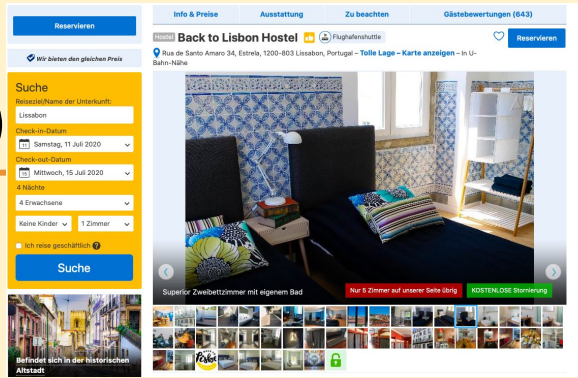 Reservieren
Wir bieten den gleichen Preis
Suche
Reiseziel/Name der Unterkunft:
Lissabon
Check-in-Datum
11 Samstag, 11 Juli 2020
Check-out-Datum
15 Mittwoch, 15 Juli 2020
4 Nächte
4 Erwachsene
Keine Kinder 1 Zimmer
Ich reise geschäftlich ?
Suche
Befindet sich in der historischen
Altstadt
Info & Preise Ausstattung Zu beachten Gästebewertungen (643)
Hostel Back to Lisbon Hostel Flughafenshuttle
Reservieren
Rua de Santo Amaro 34, Estrela, 1200-803 Lissabon, Portugal – Tolle Lage – Karte anzeigen – In U-
Bahn-Nähe
Superior Zweibettzimmer mit eigenem Bad
Nur 5 Zimmer auf unserer Seite übrig
KOSTENLOSE Stornierung